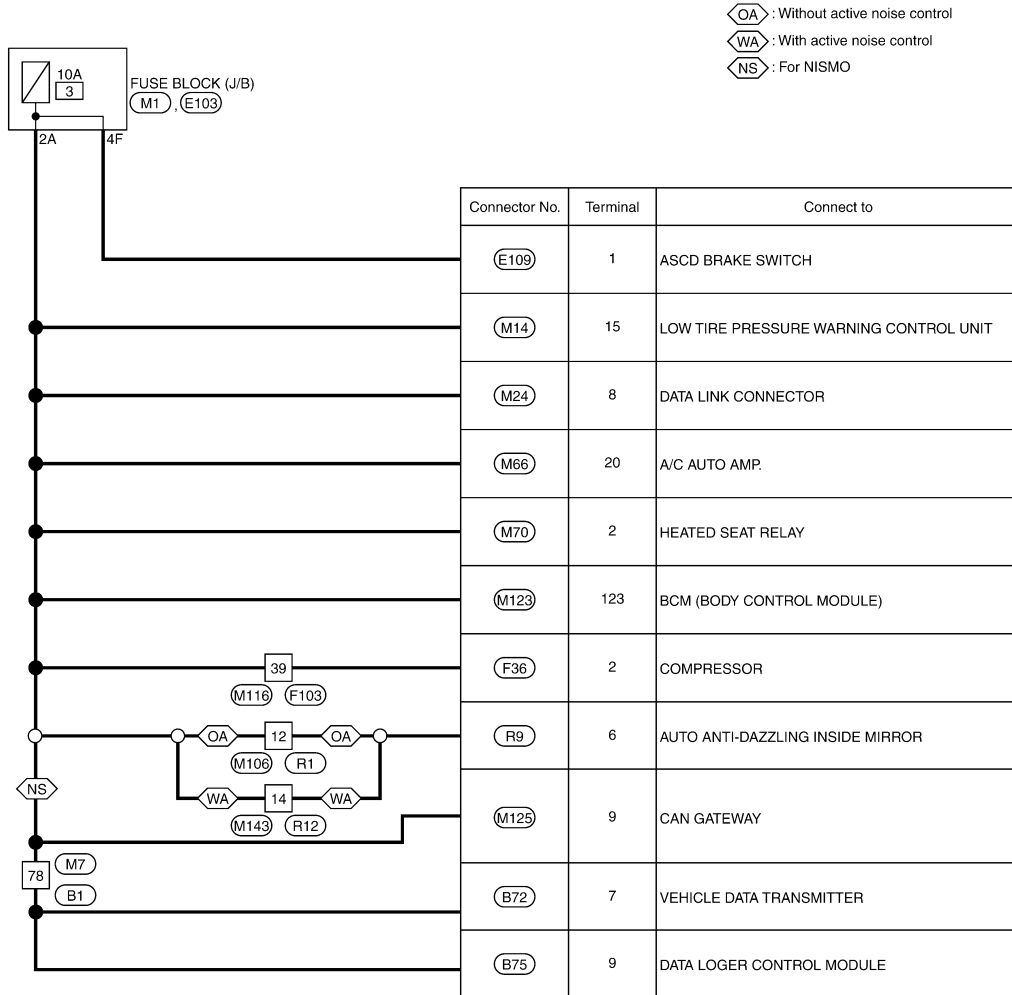 OA : Without active noise control
WA : With active noise control
NS : For NISMO
10A
3
FUSE BLOCK (J/B)
M1 , E103
2A 4F
Connector No. Terminal Connect to
E109 1 ASCD BRAKE SWITCH
M14 15 LOW TIRE PRESSURE WARNING CONTROL UNIT
M24 8 DATA LINK CONNECTOR
M66 20 A/C AUTO AMP.
M70 2 HEATED SEAT RELAY
M123 123 BCM (BODY CONTROL MODULE)
39 F36 2 COMPRESSOR
M116 F103
OA 12 OA R9 6 AUTO ANTI-DAZZLING INSIDE MIRROR
M106 R1
NS
WA 14 WA
M143 R12
M125 9 CAN GATEWAY
78 M7
B1
B72 7 VEHICLE DATA TRANSMITTER
B75 9 DATA LOGER CONTROL MODULE